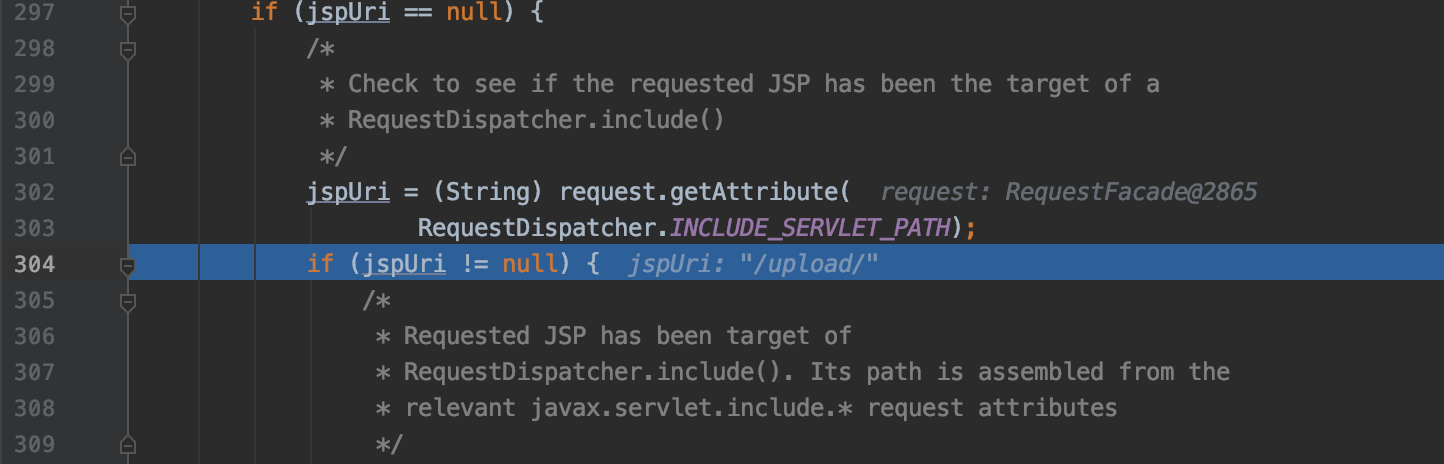 297 if (jspUri == null) {
298 /*
299 * Check to see if the requested JSP has been the target of a
300 * RequestDispatcher.include()
301 */
302 jspUri = (String) request.getAttribute( request: RequestFacade@2865
303 RequestDispatcher.INCLUDE_SERVLET_PATH);
304 if (jspUri != null) { jspUri: "/upload/"
305 /*
306 * Requested JSP has been target of
307 * RequestDispatcher.include(). Its path is assembled from the
308 * relevant javax.servlet.include.* request attributes
309 */